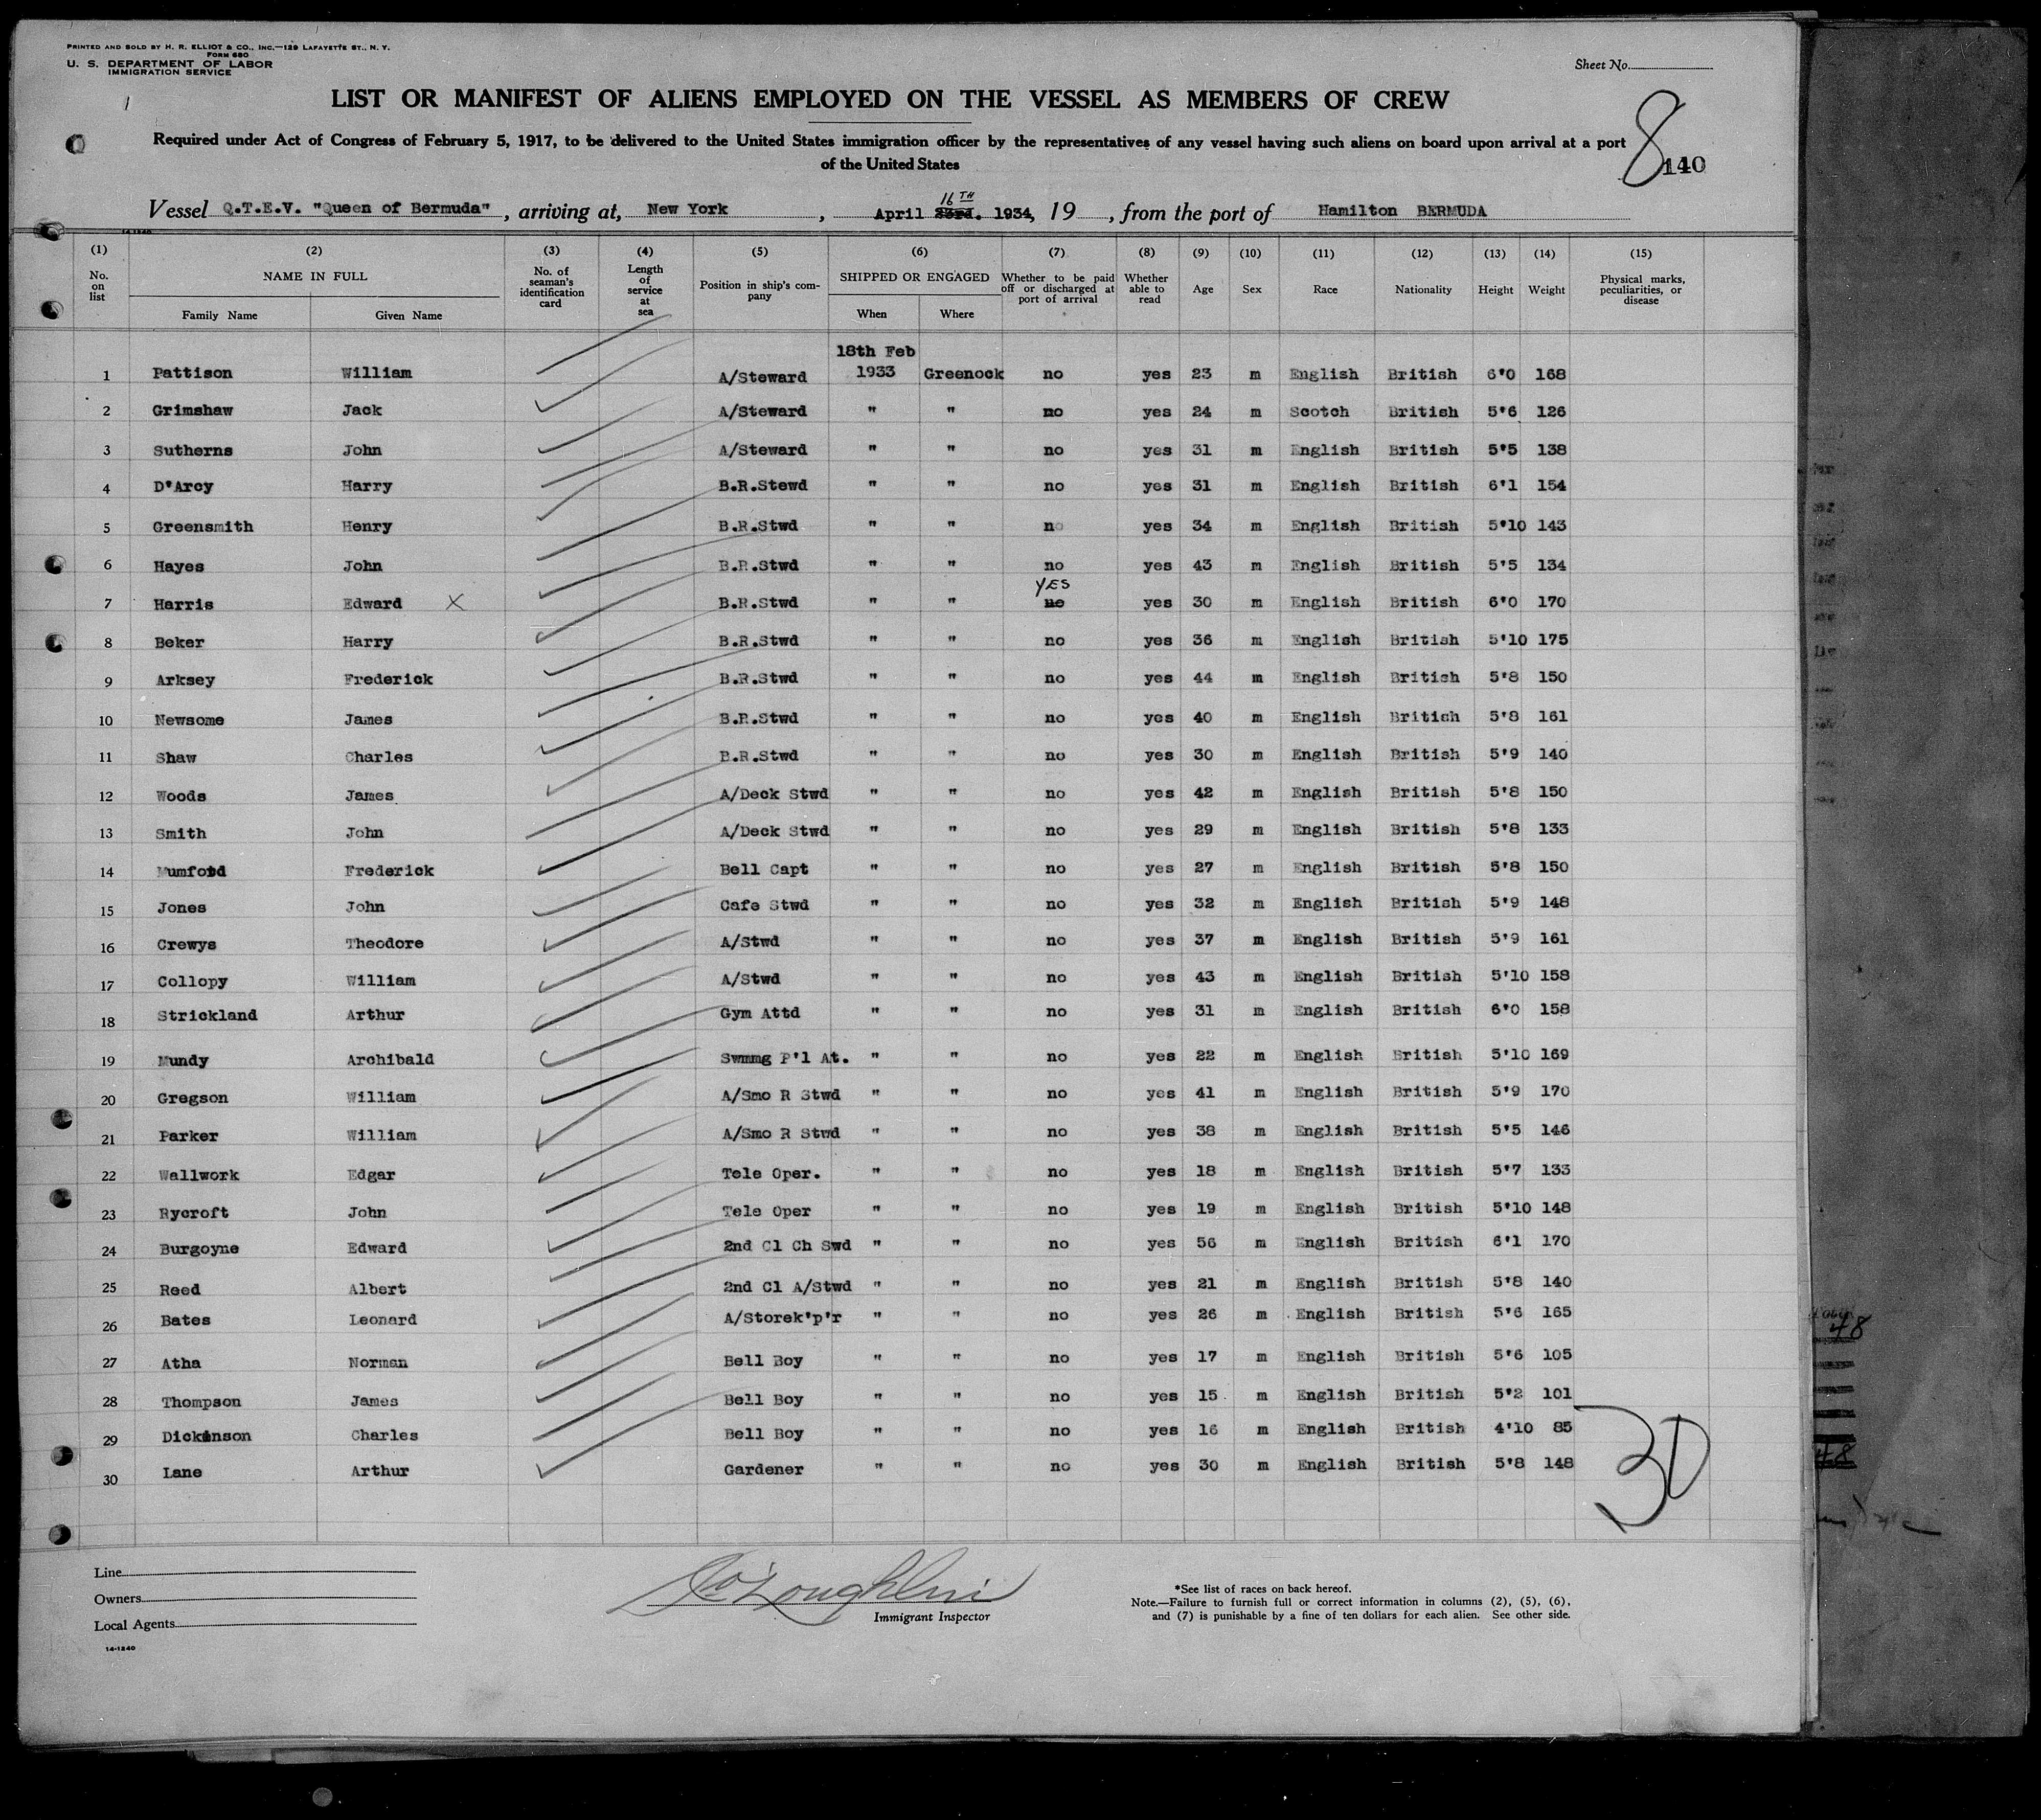 PRINTED AND SOLD BY H. R. ELLIOT & CO., INC.—129 LAFAYETTE ST., N. Y.
FORM 680
U. S. DEPARTMENT OF LABOR
IMMIGRATION SERVICE
Sheet No.
LIST OR MANIFEST OF ALIENS EMPLOYED ON THE VESSEL AS MEMBERS OF CREW
8
Required under Act of Congress of February 5, 1917, to be delivered to the United States immigration officer by the representatives of any vessel having such aliens on board upon arrival at a port
of the United States
140
16 TH
Vessel Q.T.E.V. "Queen of Bermuda", arriving at, New York, April 23rd. 1934, 19, from the port of Hamilton BERMUDA
14-1240
(1) (2) (3) (4) (5) (6) (7) (8) (9) (10) (11) (12) (13) (14) (15)
No. on list NAME IN FULL Family Name Given Name No. of seaman's identification card Length of service at sea Position in ship's company SHIPPED OR ENGAGED When Where Whether to be paid off or discharged at port of arrival Whether able to read Age Sex Race Nationality Height Weight Physical marks, peculiarities, or disease
18th Feb
1 Pattison William A/Steward 1933 Greenock no yes 23 m English British 6'0 168
2 Grimshaw Jack A/Steward " " no yes 24 m Scotch British 5'6 126
3 Sutherns John A/Steward " " no yes 31 m English British 5'5 138
4 D'Arcy Harry B.R.Stewd " " no yes 31 m English British 6'1 154
5 Greensmith Henry B.R.Stwd " " no yes 34 m English British 5'10 143
6 Hayes John B.R.Stwd " " no yes 43 m English British 5'5 134
YES
7 Harris Edward X B.R.Stwd " " no yes 30 m English British 6'0 170
8 Beker Harry B.R.Stwd " " no yes 36 m English British 5'10 175
9 Arksey Frederick B.R.Stwd " " no yes 44 m English British 5'8 150
10 Newsome James B.R.Stwd " " no yes 40 m English British 5'8 161
11 Shaw Charles B.R.Stwd " " no yes 30 m English British 5'9 140
12 Woods James A/Deck Stwd " " no yes 42 m English British 5'8 150
13 Smith John A/Deck Stwd " " no yes 29 m English British 5'8 133
14 Mumford Frederick Bell Capt " " no yes 27 m English British 5'8 150
15 Jones John Cafe Stwd " " no yes 32 m English British 5'9 148
16 Crewys Theodore A/Stwd " " no yes 37 m English British 5'9 161
17 Collopy William A/Stwd " " no yes 43 m English British 5'10 158
18 Strickland Arthur Gym Attd " " no yes 31 m English British 6'0 158
19 Mundy Archibald Swmmg P'l At. " " no yes 22 m English British 5'10 169
20 Gregson William A/Smo R Stwd " " no yes 41 m English British 5'9 170
21 Parker William A/Smo R Stwd " " no yes 38 m English British 5'5 146
22 Wallwork Edgar Tele Oper. " " no yes 18 m English British 5'7 133
23 Rycroft John Tele Oper " " no yes 19 m English British 5'10 148
24 Burgoyne Edward 2nd Cl Ch Swd " " no yes 56 m English British 6'1 170
25 Reed Albert 2nd Cl A/Stwd " " no yes 21 m English British 5'8 140
26 Bates Leonard A/Storek'p'r " " no yes 26 m English British 5'6 165
27 Atha Norman Bell Boy " " no yes 17 m English British 5'6 105
28 Thompson James Bell Boy " " no yes 15 m English British 5'2 101
29 Dickinson Charles Bell Boy " " no yes 16 m English British 4'10 85
30 Lane Arthur Gardener " " no yes 30 m English British 5'8 148
30
48
48
Line
Owners
Local Agents
14-1240
Immigrant Inspector
*See list of races on back hereof.
Note.—Failure to furnish full or correct information in columns (2), (5), (6),
and (7) is punishable by a fine of ten dollars for each alien. See other side.